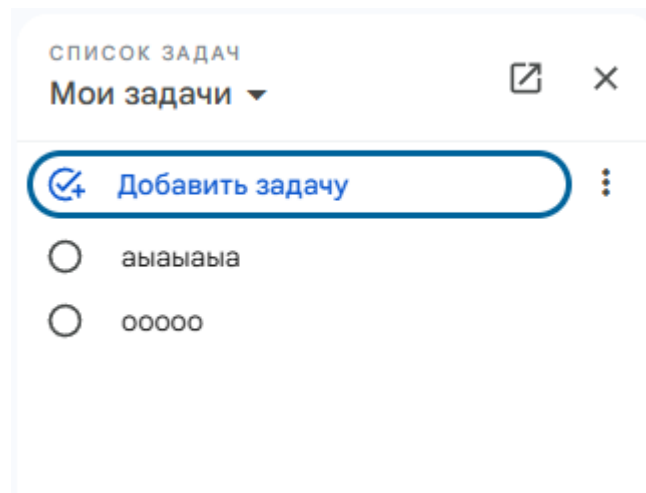 СПИСОК ЗАДАЧ
Мои задачи
Добавить задачу
аыаыаыа
ооооо